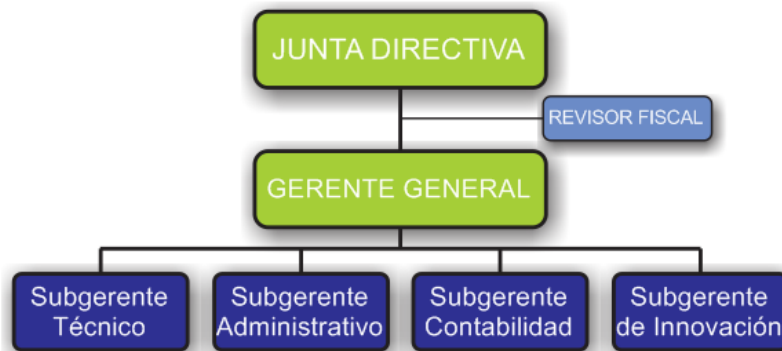 JUNTA DIRECTIVA
REVISOR FISCAL
GERENTE GENERAL
Subgerente
Técnico
Subgerente
Administrativo
Subgerente
Contabilidad
Subgerente
de Innovación